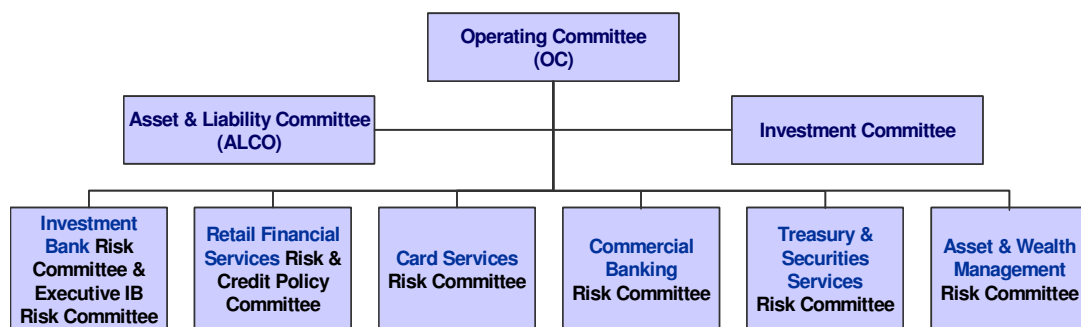 Operating Committee
(OC)
Asset & Liability Committee
(ALCO)
Investment Committee
Investment
Bank Risk
Committee &
Executive IB
Risk Committee
Retail Financial
Services Risk &
Credit Policy
Committee
Card Services
Risk Committee
Commercial
Banking
Risk Committee
Treasury &
Securities
Services
Risk Committee
Asset & Wealth
Management
Risk Committee